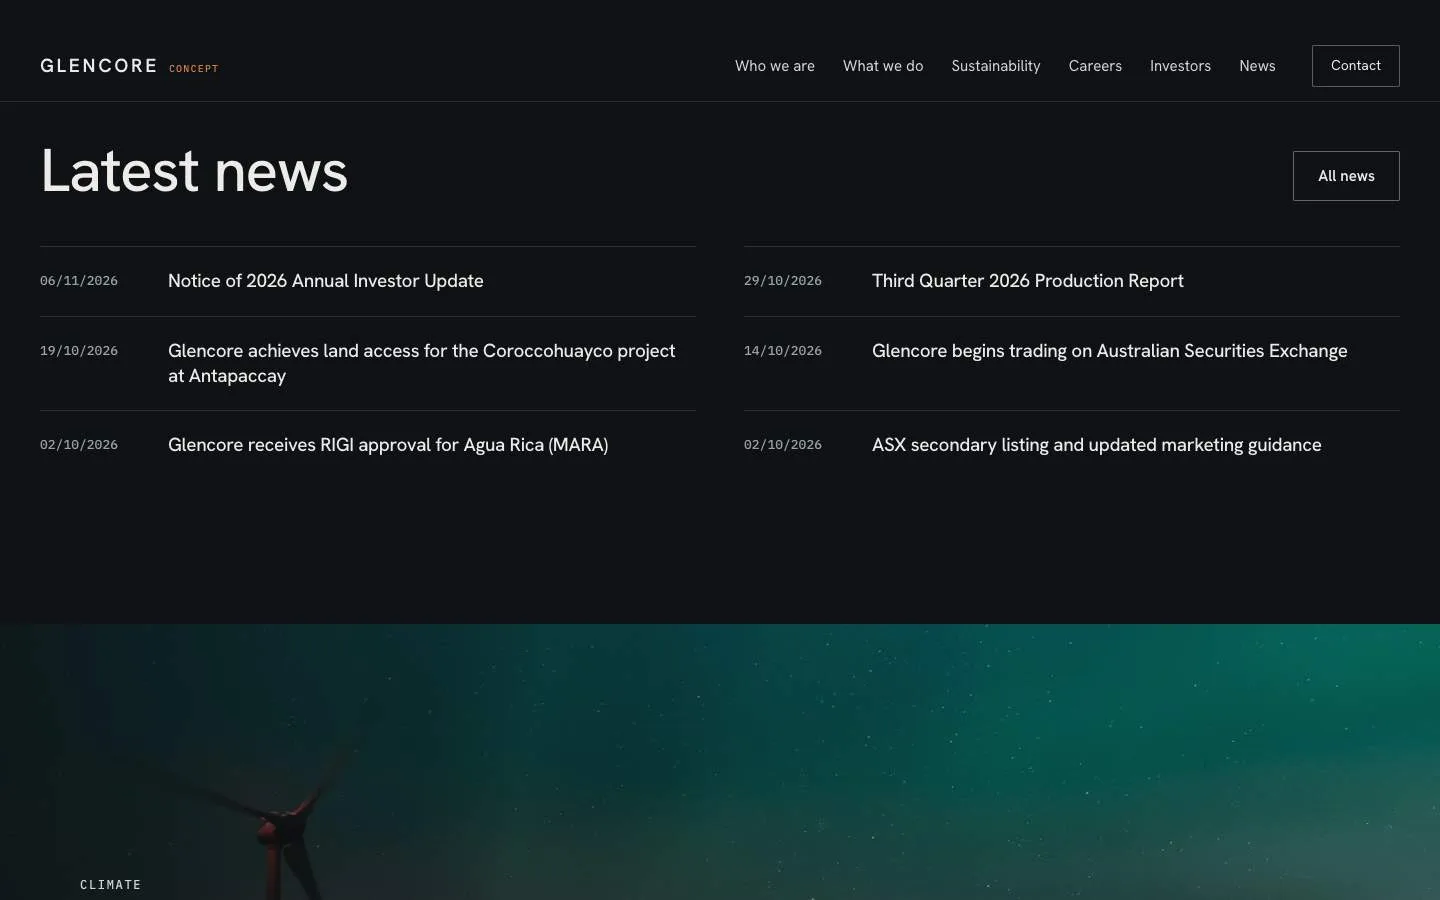 GLENCORE CONCEPT
Who we are What we do Sustainability Careers Investors News Contact
Latest news
All news
06/11/2026 Notice of 2026 Annual Investor Update
29/10/2026 Third Quarter 2026 Production Report
19/10/2026 Glencore achieves land access for the Coroccohuayco project
at Antapaccay
14/10/2026 Glencore begins trading on Australian Securities Exchange
02/10/2026 Glencore receives RIGI approval for Agua Rica (MARA)
02/10/2026 ASX secondary listing and updated marketing guidance
CLIMATE